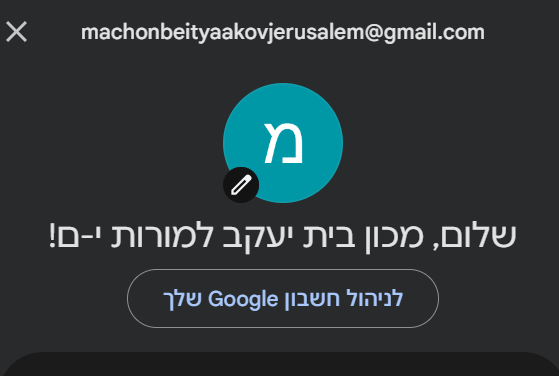 machonbeityaakovjerusalem@gmail.com
מ
שלום, מכון בית יעקב למורות י-ם!
לניהול חשבון Google שלך